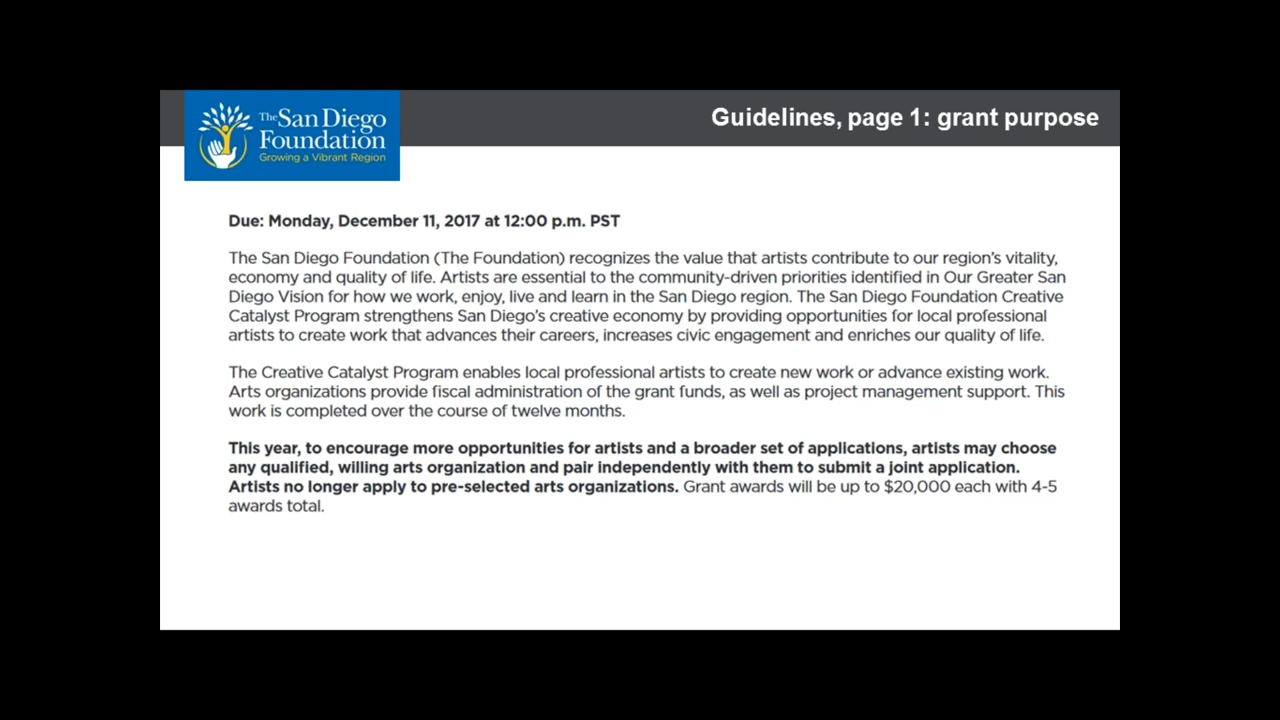 The San Diego
Foundation
Growing a Vibrant Region
Guidelines, page 1: grant purpose
Due: Monday, December 11, 2017 at 12:00 p.m. PST
The San Diego Foundation (The Foundation) recognizes the value that artists contribute to our region's vitality,
economy and quality of life. Artists are essential to the community-driven priorities identified in Our Greater San
Diego Vision for how we work, enjoy, live and learn in the San Diego region. The San Diego Foundation Creative
Catalyst Program strengthens San Diego's creative economy by providing opportunities for local professional
artists to create work that advances their careers, increases civic engagement and enriches our quality of life.
The Creative Catalyst Program enables local professional artists to create new work or advance existing work.
Arts organizations provide fiscal administration of the grant funds, as well as project management support. This
work is completed over the course of twelve months.
This year, to encourage more opportunities for artists and a broader set of applications, artists may choose
any qualified, willing arts organization and pair independently with them to submit a joint application.
Artists no longer apply to pre-selected arts organizations. Grant awards will be up to $20,000 each with 4-5
awards total.